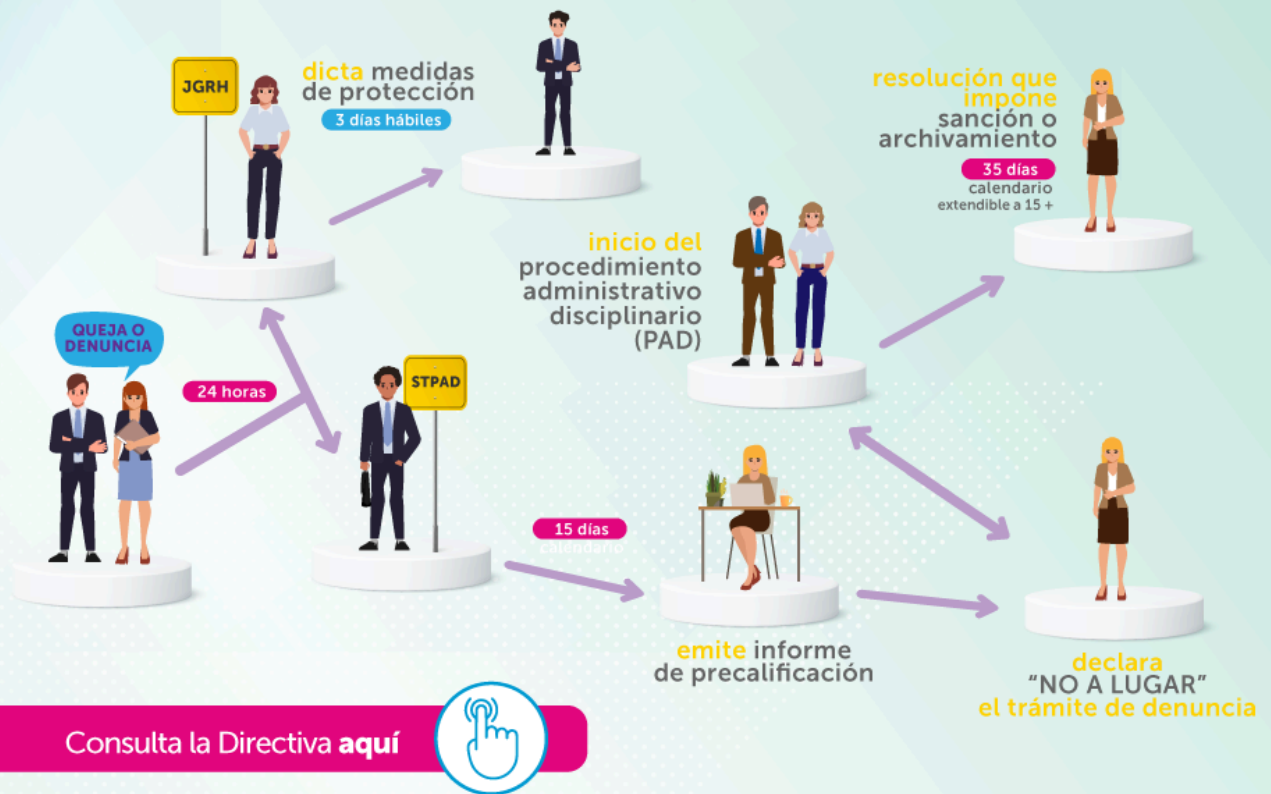 JGRH
dicta medidas
de protección
3 días hábiles
resolución que
impone
sanción o
archivamiento
35 días
calendario
extendible a 15 +
inicio del
procedimiento
administrativo
disciplinario
(PAD)
QUEJA O
DENUNCIA
24 horas
STPAD
15 días
calendario
emite informe
de precalificación
declara
“NO A LUGAR”
el trámite de denuncia
Consulta la Directiva aquí